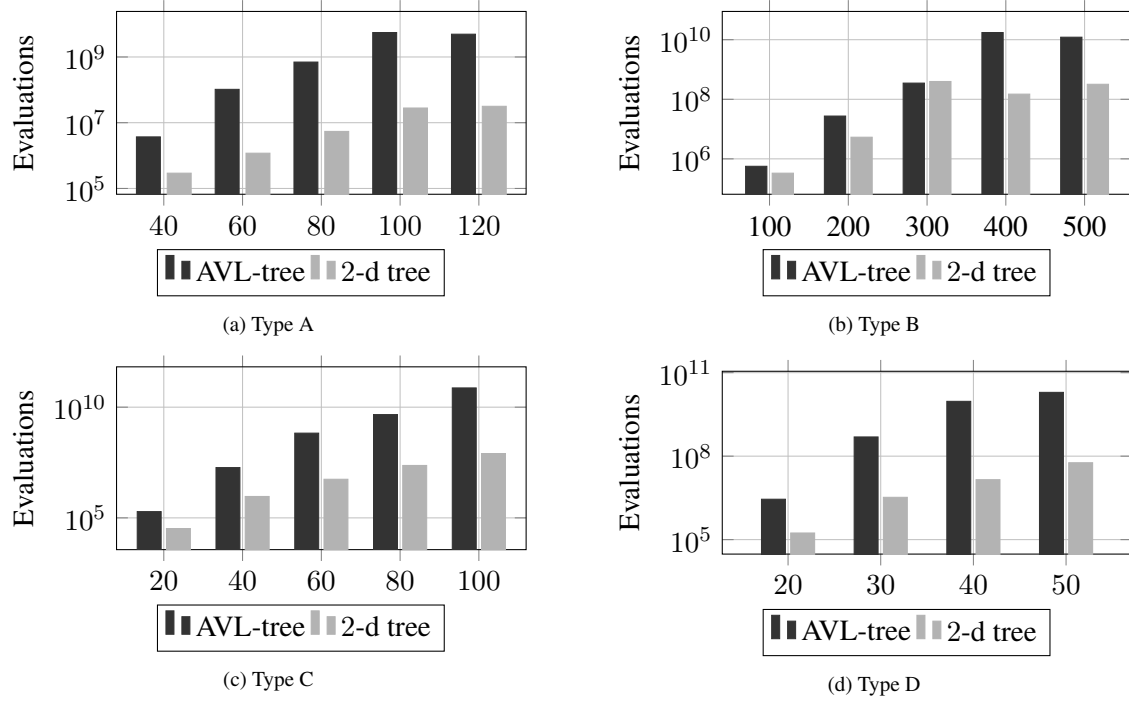 Evaluations
10^9
10^7
10^5
40 60 80 100 120
AVL-tree 2-d tree
(a) Type A
Evaluations
10^10
10^8
10^6
100 200 300 400 500
AVL-tree 2-d tree
(b) Type B
Evaluations
10^10
10^5
20 40 60 80 100
AVL-tree 2-d tree
(c) Type C
Evaluations
10^11
10^8
10^5
20 30 40 50
AVL-tree 2-d tree
(d) Type D